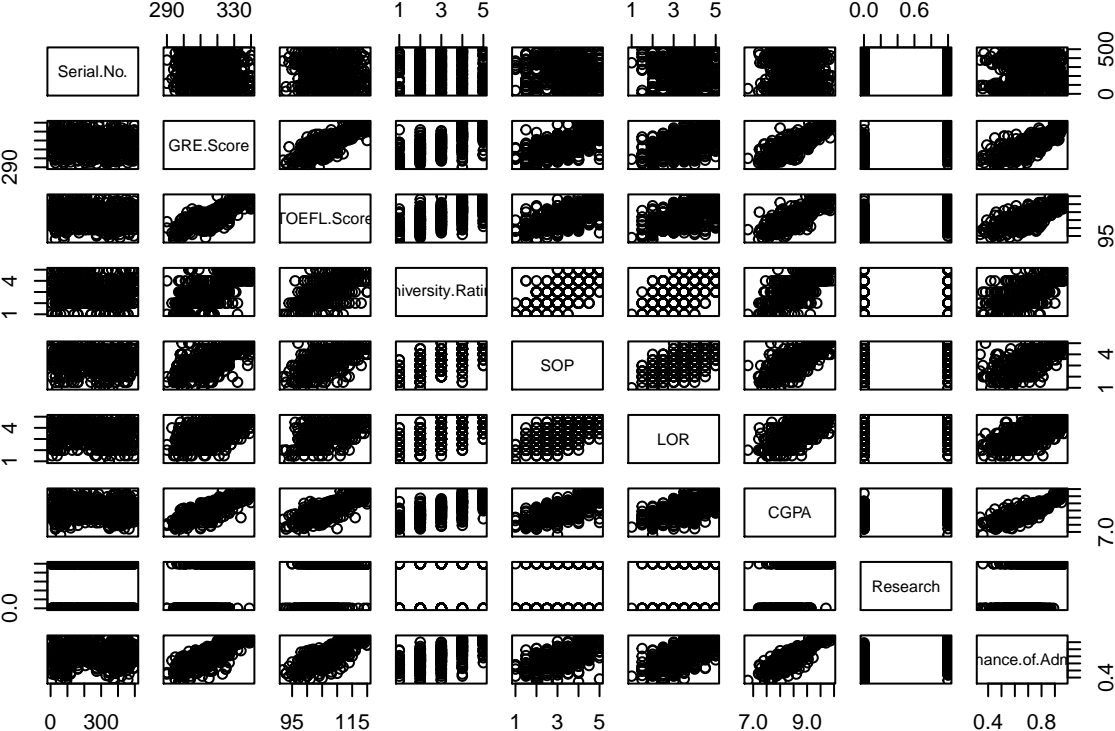 290 330 1 3 5 1 3 5 0.0 0.6
Serial.No. 0 500
290 GRE.Score
TOEFL.Score 95
1 4 niversity.Ratin
SOP 1 4
1 4 LOR
CGPA 7.0
0.0 Research
hance.of.Adm 0.4
0 300 95 115 1 3 5 7.0 9.0 0.4 0.8